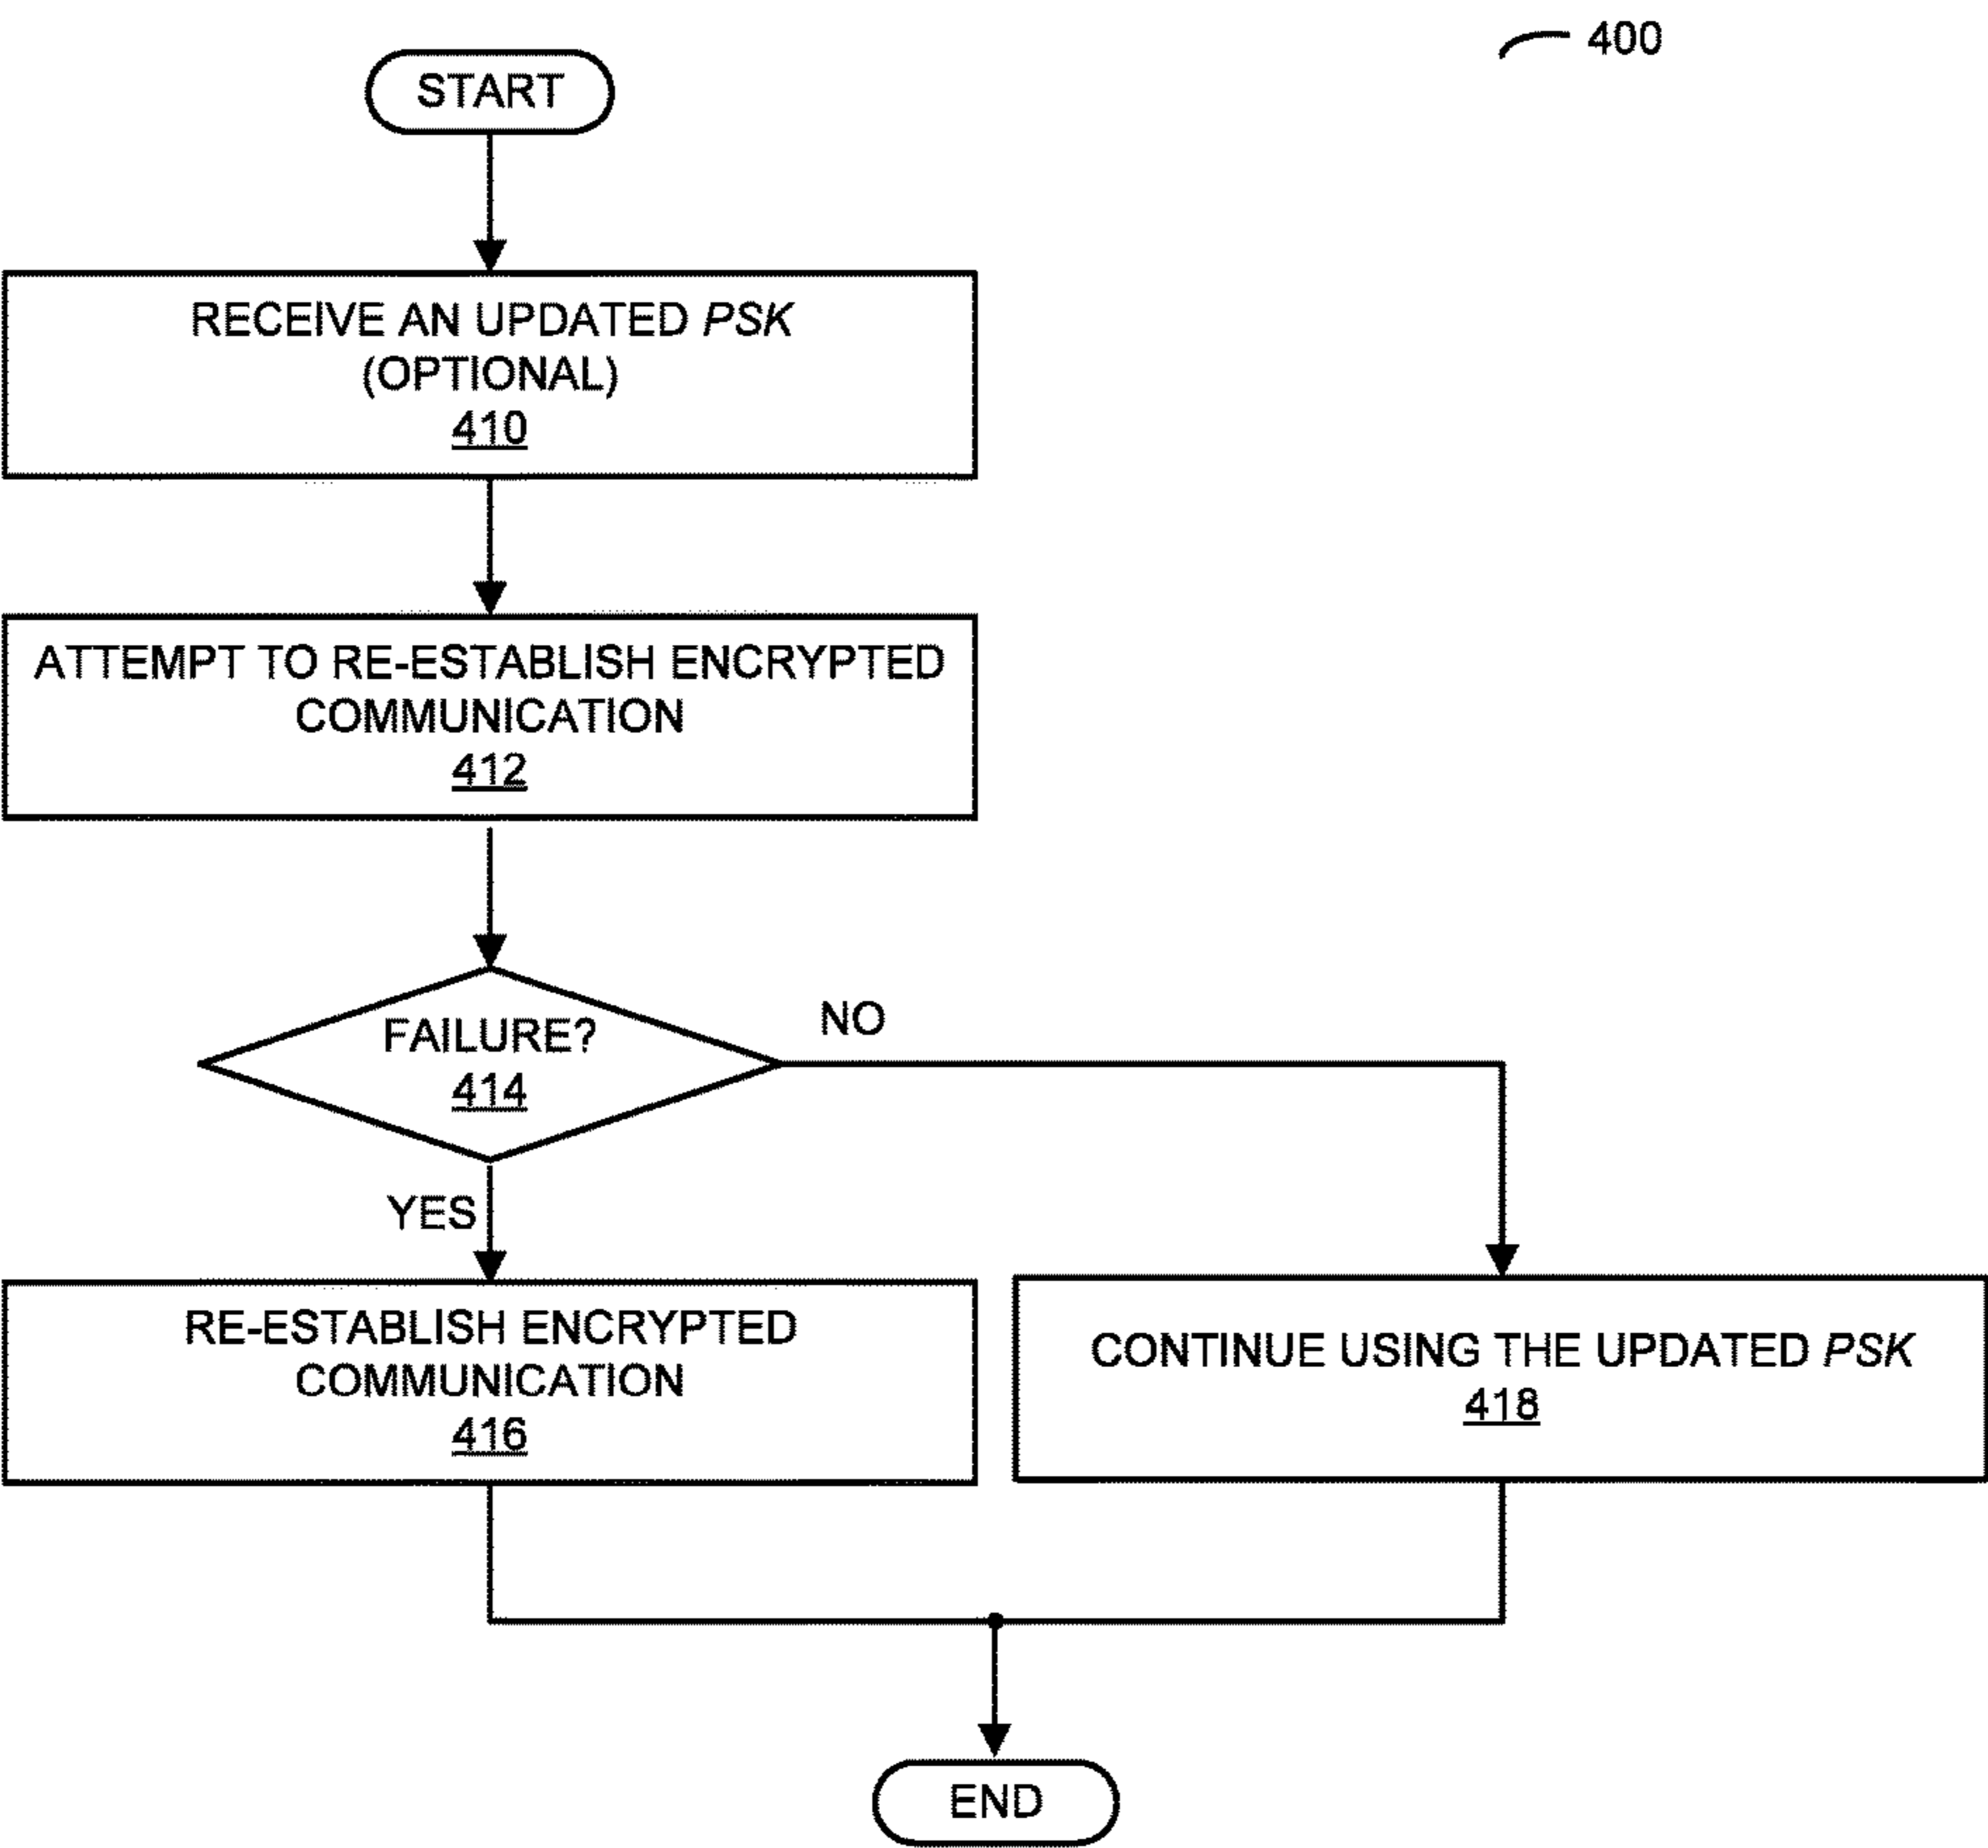 400
START
RECEIVE AN UPDATED PSK
(OPTIONAL)
410
ATTEMPT TO RE-ESTABLISH ENCRYPTED
COMMUNICATION
412
FAILURE?
414
NO
YES
RE-ESTABLISH ENCRYPTED
COMMUNICATION
416
CONTINUE USING THE UPDATED PSK
418
END